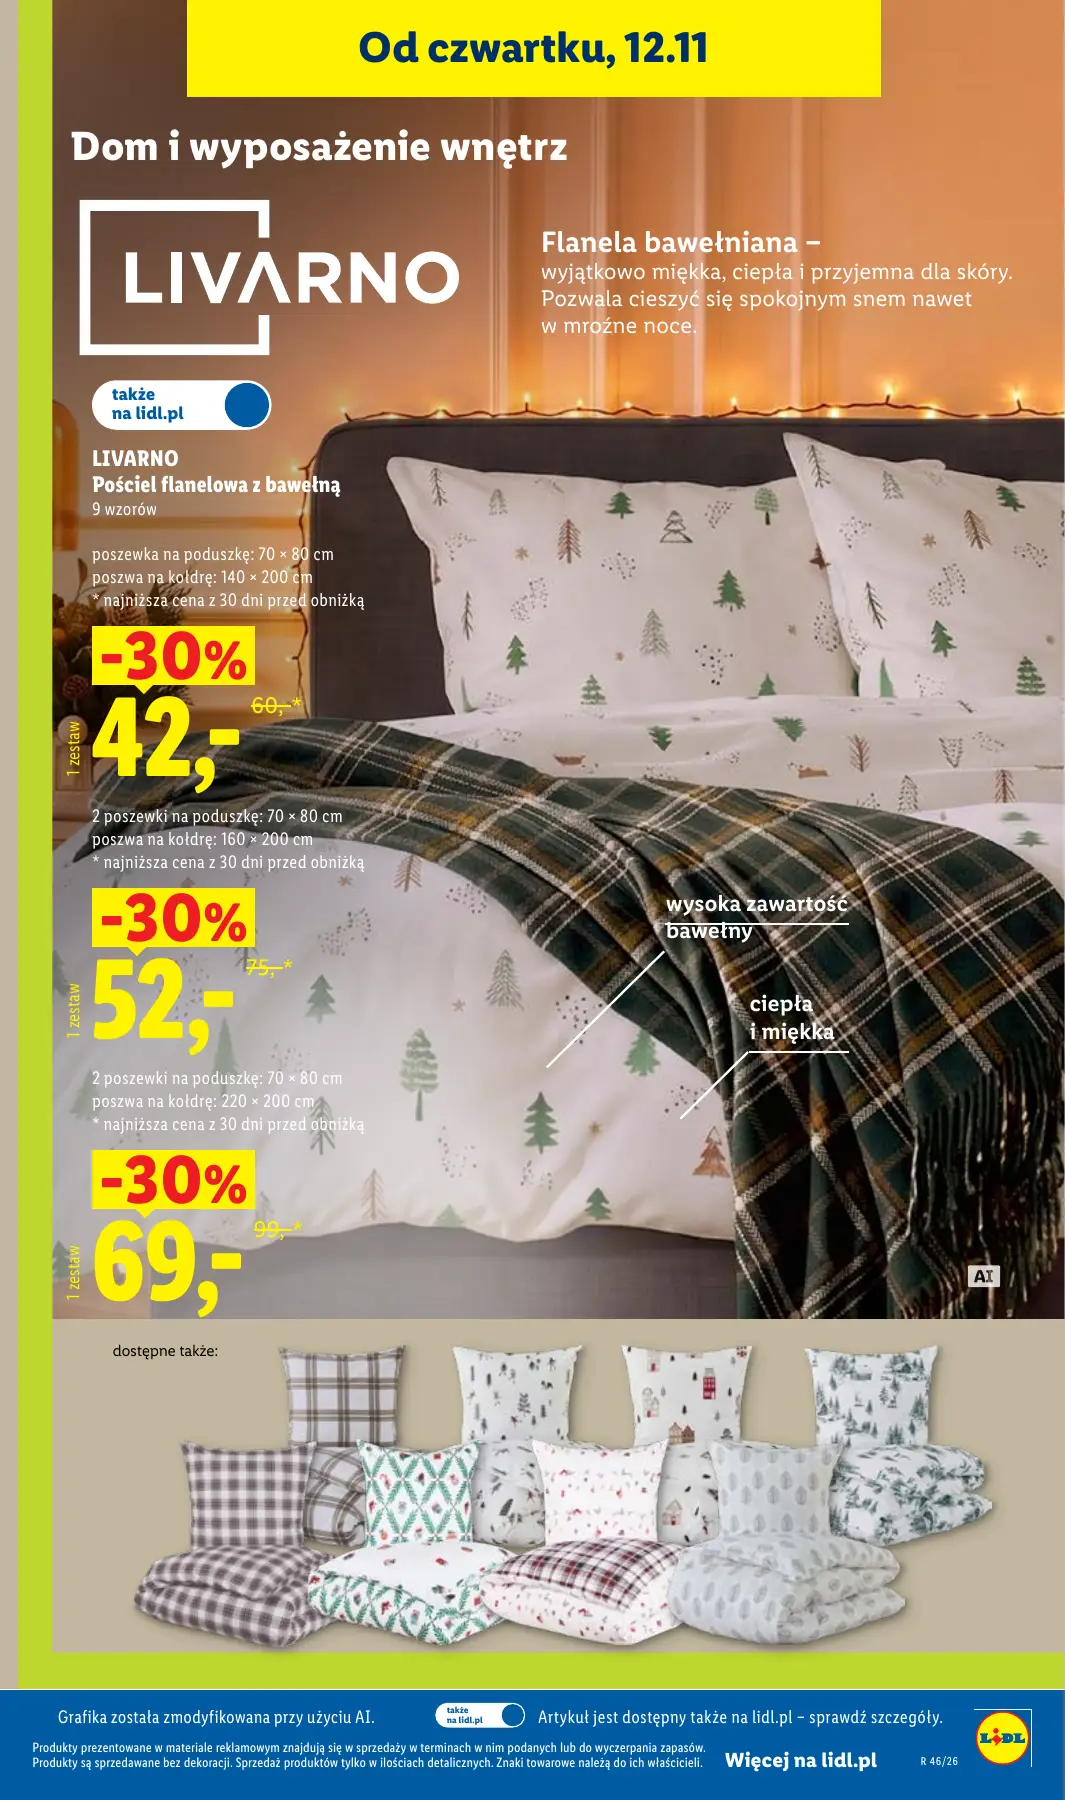 Od czwartku, 12.11
Dom i wyposażenie wnętrz
LIVARNO
Flanela bawełniana –
wyjątkowo miękka, ciepła i przyjemna dla skóry.
Pozwala cieszyć się spokojnym snem nawet
w mroźne noce.
także
na lidl.pl
LIVARNO
Pościel flanelowa z bawełną
9 wzorów
poszewka na poduszkę: 70 × 80 cm
poszwa na kołdrę: 140 × 200 cm
* najniższa cena z 30 dni przed obniżką
-30%
60,-*
42,-
1 zestaw
2 poszewki na poduszkę: 70 × 80 cm
poszwa na kołdrę: 160 × 200 cm
* najniższa cena z 30 dni przed obniżką
-30%
75,-*
52,-
1 zestaw
wysoka zawartość
bawełny
ciepła
i miękka
2 poszewki na poduszkę: 70 × 80 cm
poszwa na kołdrę: 220 × 200 cm
* najniższa cena z 30 dni przed obniżką
-30%
99,-*
69,-
1 zestaw
AI
dostępne także:
Grafika została zmodyfikowana przy użyciu AI.
także
na lidl.pl
Artykuł jest dostępny także na lidl.pl – sprawdź szczegóły.
Produkty prezentowane w materiale reklamowym znajdują się w sprzedaży w terminach w nim podanych lub do wyczerpania zapasów.
Produkty są sprzedawane bez dekoracji. Sprzedaż produktów tylko w ilościach detalicznych. Znaki towarowe należą do ich właścicieli.
Więcej na lidl.pl
R 46/26
LIDL